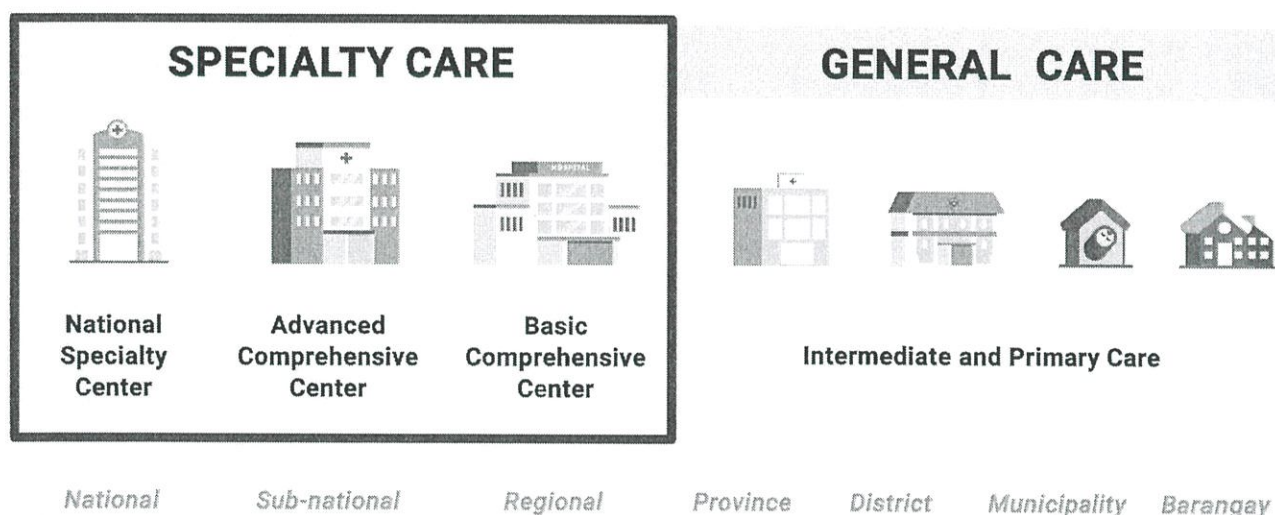 SPECIALTY CARE
GENERAL CARE
HOSPITAL
National
Specialty
Center
Advanced
Comprehensive
Center
Basic
Comprehensive
Center
Intermediate and Primary Care
National
Sub-national
Regional
Province
District
Municipality
Barangay